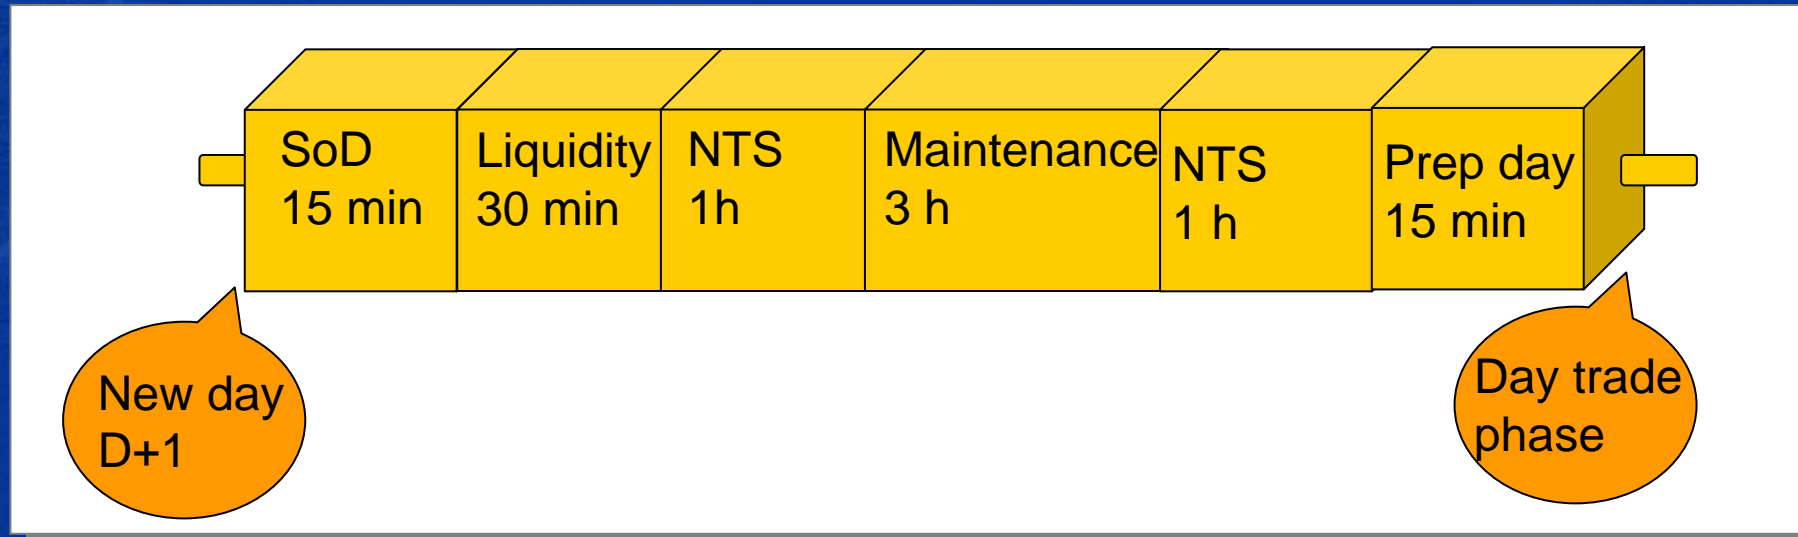 SoD
15 min
Liquidity
30 min
NTS
1h
Maintenance
3 h
NTS
1 h
Prep day
15 min
New day
D+1
Day trade
phase